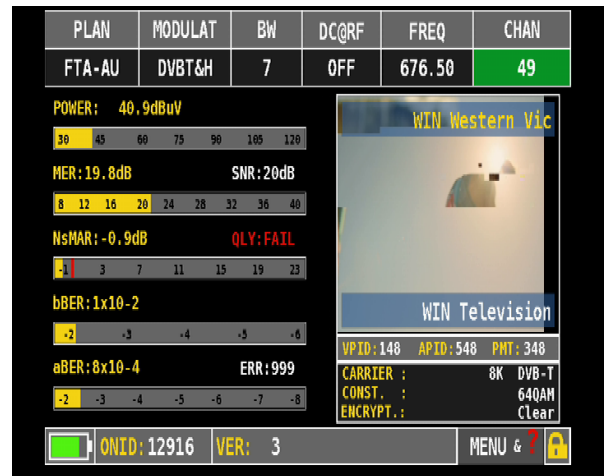 PLAN MODULAT BW DC@RF FREQ CHAN
FTA-AU DVBT&H 7 OFF 676.50 49
POWER: 40.9dBuV
30 45 60 75 90 105 120
MER:19.8dB SNR:20dB
8 12 16 20 24 28 32 36 40
NsMAR:-0.9dB QLY:FAIL
-1 3 7 11 15 19 23
bBER:1x10-2
-2 -3 -4 -5 -6
aBER:8x10-4 ERR:999
-2 -3 -4 -5 -6 -7 -8
WIN Western Vic
WIN Television
VPID:148 APID:548 PMT:348
CARRIER : 8K DVB-T
CONST. : 64QAM
ENCRYPT.: Clear
ONID:12916 VER: 3 MENU & ?